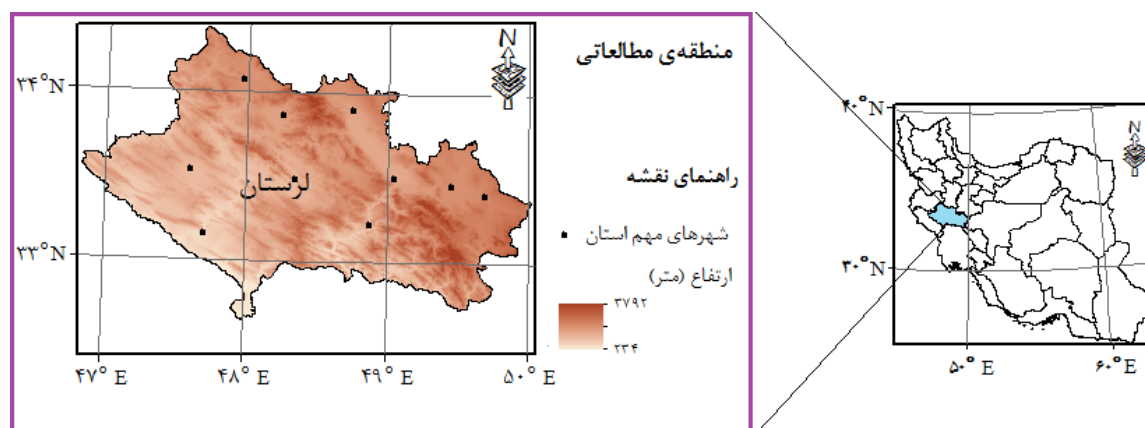 منطقه‌ی مطالعاتی
N
۳۴°N
۳۳°N
۴۷° E
۴۸° E
۴۹° E
۵۰° E
لرستان
راهنمای نقشه
شهرهای مهم استان
ارتفاع (متر)
۳۷۹۲
۲۳۴
۴۰°N
N
۳۰°N
۵۰° E
۶۰° E